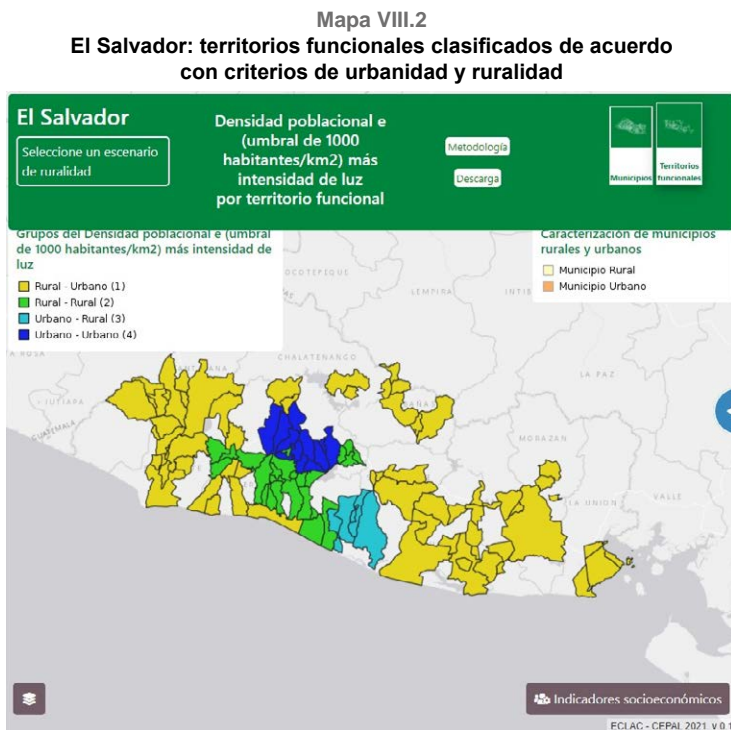 Mapa VIII.2
El Salvador: territorios funcionales clasificados de acuerdo
con criterios de urbanidad y ruralidad
El Salvador
Seleccione un escenario
de ruralidad
Densidad poblacional e
(umbral de 1000
habitantes/km2) más
intensidad de luz
por territorio funcional
Metodología
Descarga
Municipios
Territorios
funcionales
Grupos del Densidad poblacional e (umbral
de 1000 habitantes/km2) más intensidad de
luz
Rural - Urbano (1)
Rural - Rural (2)
Urbano - Rural (3)
Urbano - Urbano (4)
Caracterización de municipios
rurales y urbanos
Municipio Rural
Municipio Urbano
OCOTEPEQUE
LEMPIRA
INTIB
CHALATENANGO
LA PAZ
JUTIAPA
GUATEMALA
MORAZAN
LA UNION
VALLE
Indicadores socioeconómicos
ECLAC - CEPAL 2021, v 0.1